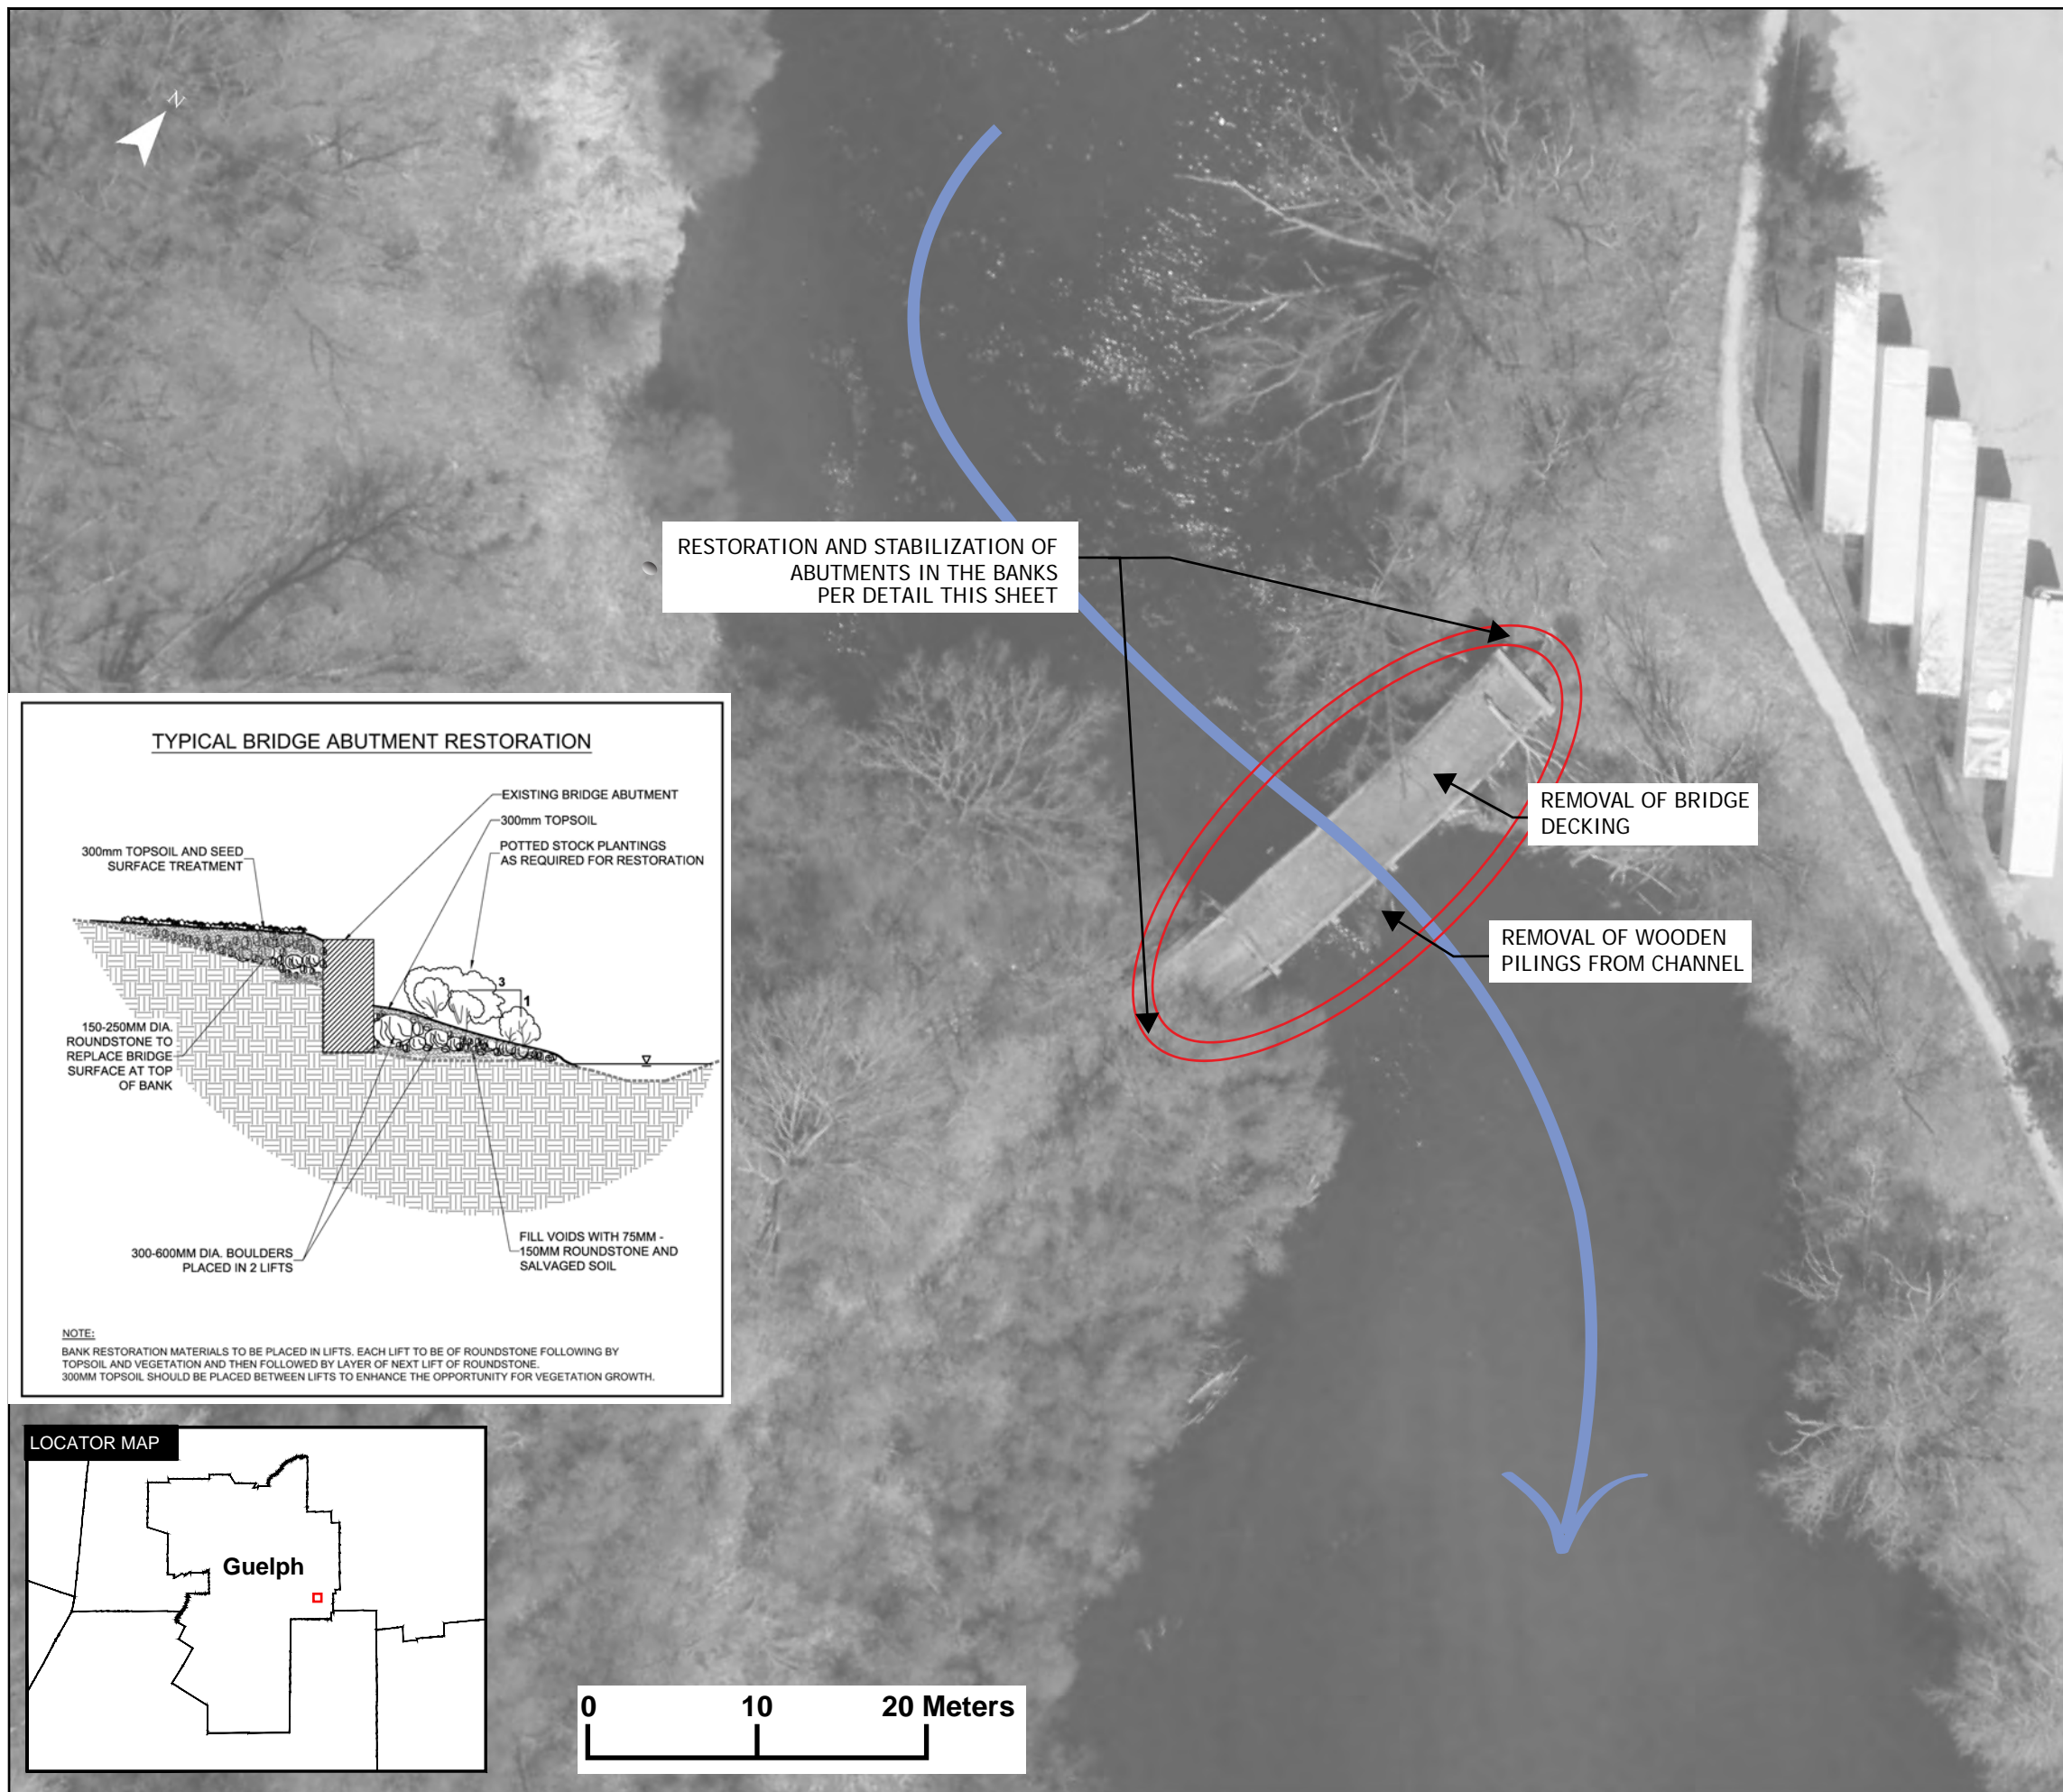 N
RESTORATION AND STABILIZATION OF
ABUTMENTS IN THE BANKS
PER DETAIL THIS SHEET
REMOVAL OF BRIDGE
DECKING
REMOVAL OF WOODEN
PILINGS FROM CHANNEL
TYPICAL BRIDGE ABUTMENT RESTORATION
EXISTING BRIDGE ABUTMENT
300mm TOPSOIL
POTTED STOCK PLANTINGS
AS REQUIRED FOR RESTORATION
300mm TOPSOIL AND SEED
SURFACE TREATMENT
3
1
150-250MM DIA.
ROUNDSTONE TO
REPLACE BRIDGE
SURFACE AT TOP
OF BANK
300-600MM DIA. BOULDERS
PLACED IN 2 LIFTS
FILL VOIDS WITH 75MM -
150MM ROUNDSTONE AND
SALVAGED SOIL
NOTE:
BANK RESTORATION MATERIALS TO BE PLACED IN LIFTS. EACH LIFT TO BE OF ROUNDSTONE FOLLOWING BY
TOPSOIL AND VEGETATION AND THEN FOLLOWED BY LAYER OF NEXT LIFT OF ROUNDSTONE.
300MM TOPSOIL SHOULD BE PLACED BETWEEN LIFTS TO ENHANCE THE OPPORTUNITY FOR VEGETATION GROWTH.
LOCATOR MAP
Guelph
0 10 20 Meters